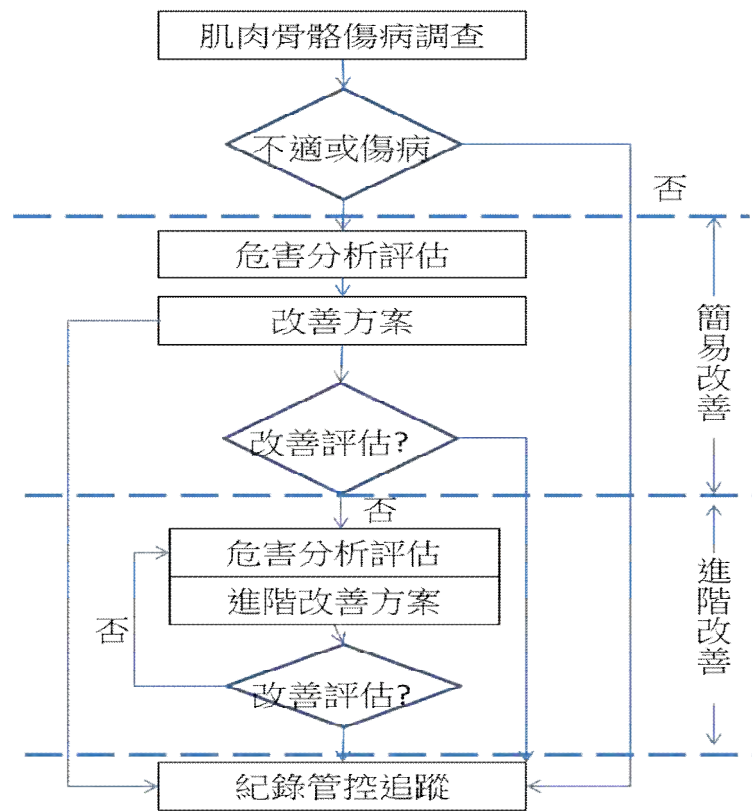 肌肉骨骼傷病調查
不適或傷病
否
危害分析評估
改善方案
簡易改善
改善評估?
否
危害分析評估
進階改善方案
進階改善
否
改善評估?
紀錄管控追蹤